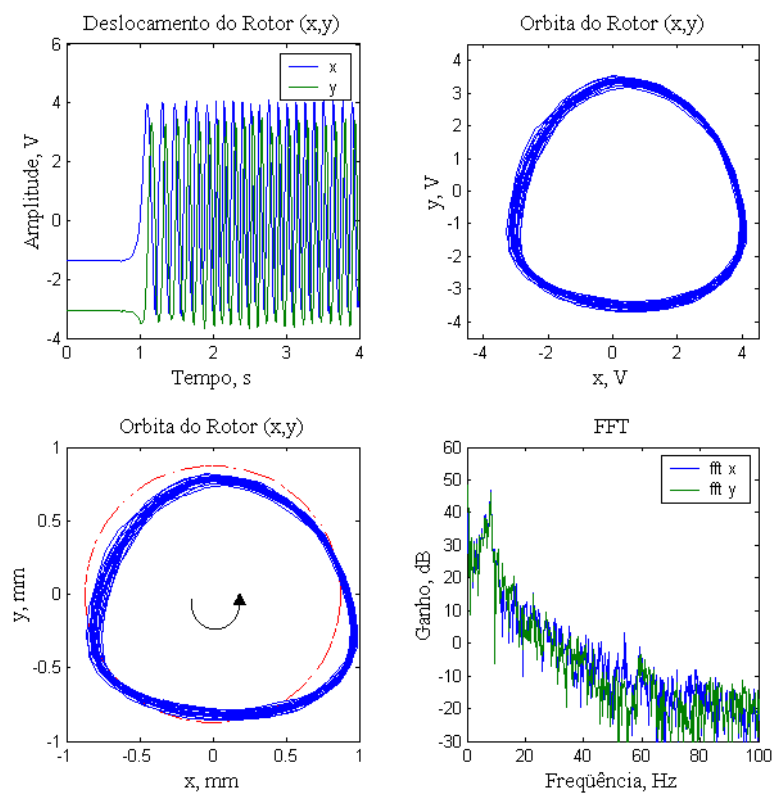 Deslocamento do Rotor (x,y)
6
4
2
0
-2
-4
0 1 2 3 4
Amplitude, V
Tempo, s
x
y
Orbita do Rotor (x,y)
4
3
2
1
0
-1
-2
-3
-4
-4 -2 0 2 4
y, V
x, V
Orbita do Rotor (x,y)
1
0.5
0
-0.5
-1
-1 -0.5 0 0.5 1
y, mm
x, mm
FFT
60
50
40
30
20
10
0
-10
-20
-30
0 20 40 60 80 100
Ganho, dB
Freqüência, Hz
fft x
fft y